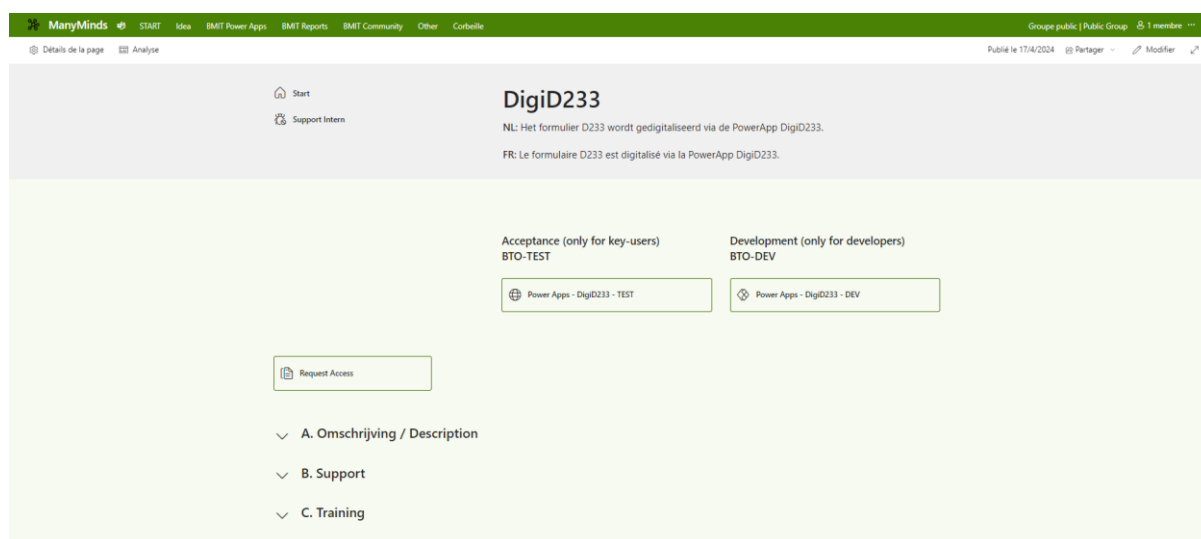 ManyMinds START Idea BMIT Power Apps BMIT Reports BMIT Community Other Corbeille Groupe public | Public Group 1 membre ...
Détails de la page Analyse Publié le 17/4/2024 Partager Modifier
Start
Support Intern
DigiD233
NL: Het formulier D233 wordt gedigitaliseerd via de PowerApp DigiD233.
FR: Le formulaire D233 est digitalisé via la PowerApp DigiD233.
Acceptance (only for key-users)
BTO-TEST
Power Apps - DigiD233 - TEST
Development (only for developers)
BTO-DEV
Power Apps - DigiD233 - DEV
Request Access
A. Omschrijving / Description
B. Support
C. Training